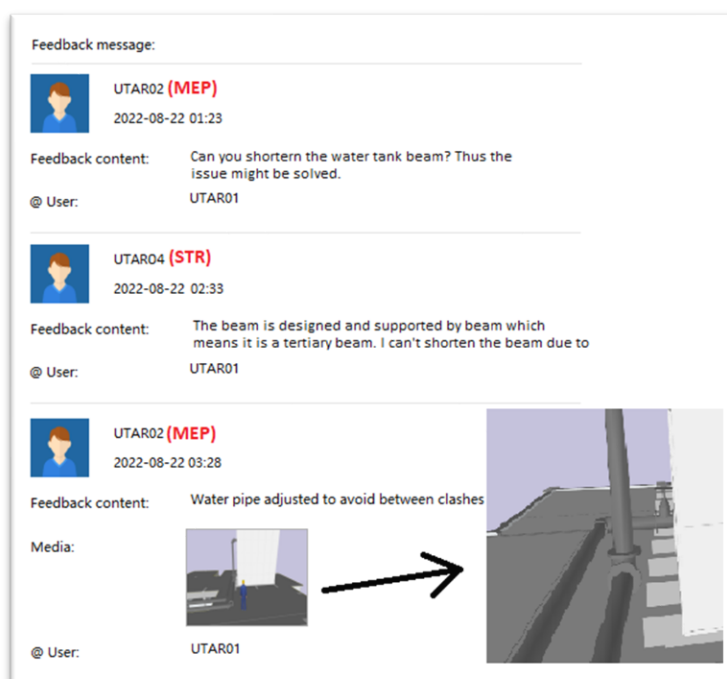 Feedback message:
UTAR02 (MEP)
2022-08-22 01:23
Feedback content: Can you shortern the water tank beam? Thus the
issue might be solved.
@ User: UTAR01
UTAR04 (STR)
2022-08-22 02:33
Feedback content: The beam is designed and supported by beam which
means it is a tertiary beam. I can't shorten the beam due to
@ User: UTAR01
UTAR02 (MEP)
2022-08-22 03:28
Feedback content: Water pipe adjusted to avoid between clashes
Media:
@ User: UTAR01